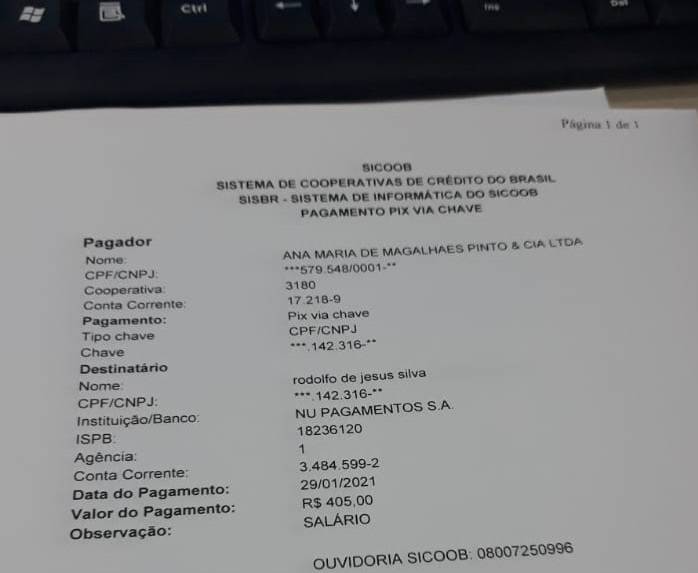 Ctrl
Ins
Del
Página 1 de 1
SICOOB
SISTEMA DE COOPERATIVAS DE CRÉDITO DO BRASIL
SISBR - SISTEMA DE INFORMÁTICA DO SICOOB
PAGAMENTO PIX VIA CHAVE
Pagador
Nome: ANA MARIA DE MAGALHAES PINTO & CIA LTDA
CPF/CNPJ: ***579.548/0001-**
Cooperativa: 3180
Conta Corrente: 17.218-9
Pagamento: Pix via chave
Tipo chave CPF/CNPJ
Chave ***.142.316-**
Destinatário
Nome: rodolfo de jesus silva
CPF/CNPJ: ***.142.316-**
Instituição/Banco: NU PAGAMENTOS S.A.
ISPB: 18236120
Agência: 1
Conta Corrente: 3.484.599-2
Data do Pagamento: 29/01/2021
Valor do Pagamento: R$ 405,00
Observação: SALÁRIO
OUVIDORIA SICOOB: 08007250996